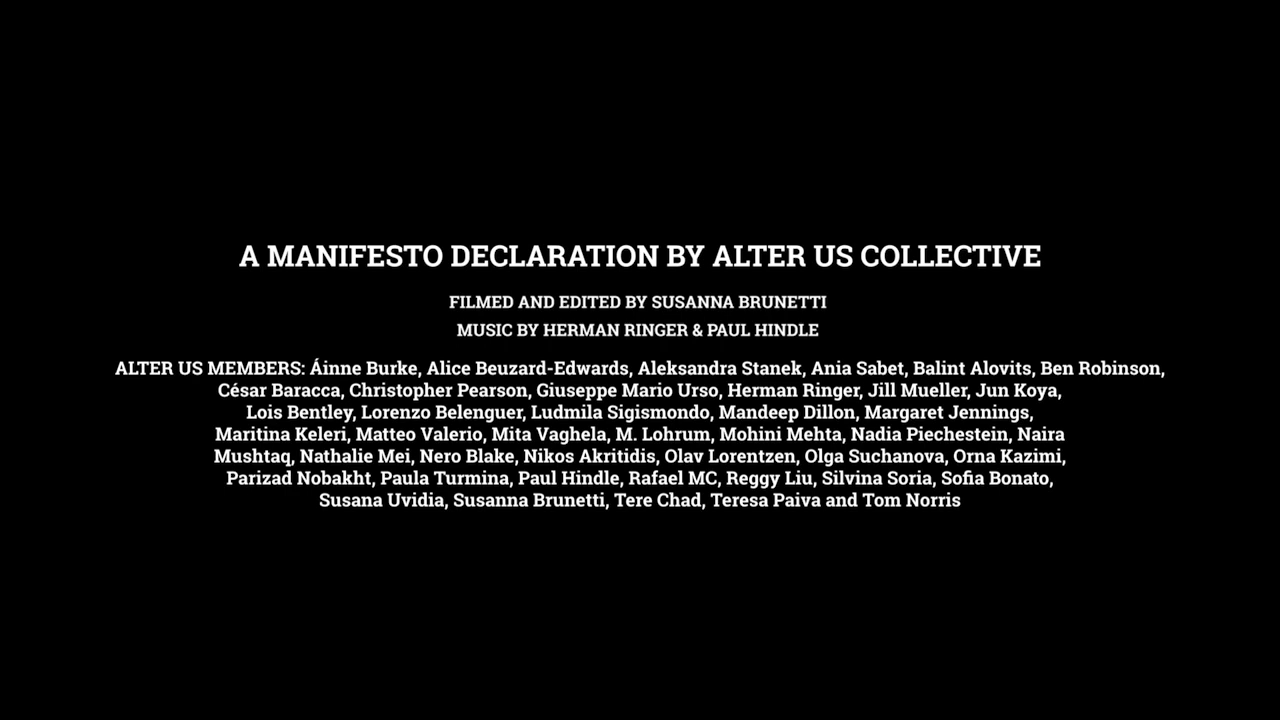 A MANIFESTO DECLARATION BY ALTER US COLLECTIVE
FILMED AND EDITED BY SUSANNA BRUNETTI
MUSIC BY HERMAN RINGER & PAUL HINDLE
ALTER US MEMBERS: Áinne Burke, Alice Beuzard-Edwards, Aleksandra Stanek, Ania Sabet, Balint Alovits, Ben Robinson,
César Baracca, Christopher Pearson, Giuseppe Mario Urso, Herman Ringer, Jill Mueller, Jun Koya,
Lois Bentley, Lorenzo Belenguer, Ludmila Sigismondo, Mandeep Dillon, Margaret Jennings,
Maritina Keleri, Matteo Valerio, Mita Vaghela, M. Lohrum, Mohini Mehta, Nadia Piechestein, Naira
Mushtaq, Nathalie Mei, Nero Blake, Nikos Akritidis, Olav Lorentzen, Olga Suchanova, Orna Kazimi,
Parizad Nobakht, Paula Turmina, Paul Hindle, Rafael MC, Reggy Liu, Silvina Soria, Sofia Bonato,
Susana Uvidia, Susanna Brunetti, Tere Chad, Teresa Paiva and Tom Norris